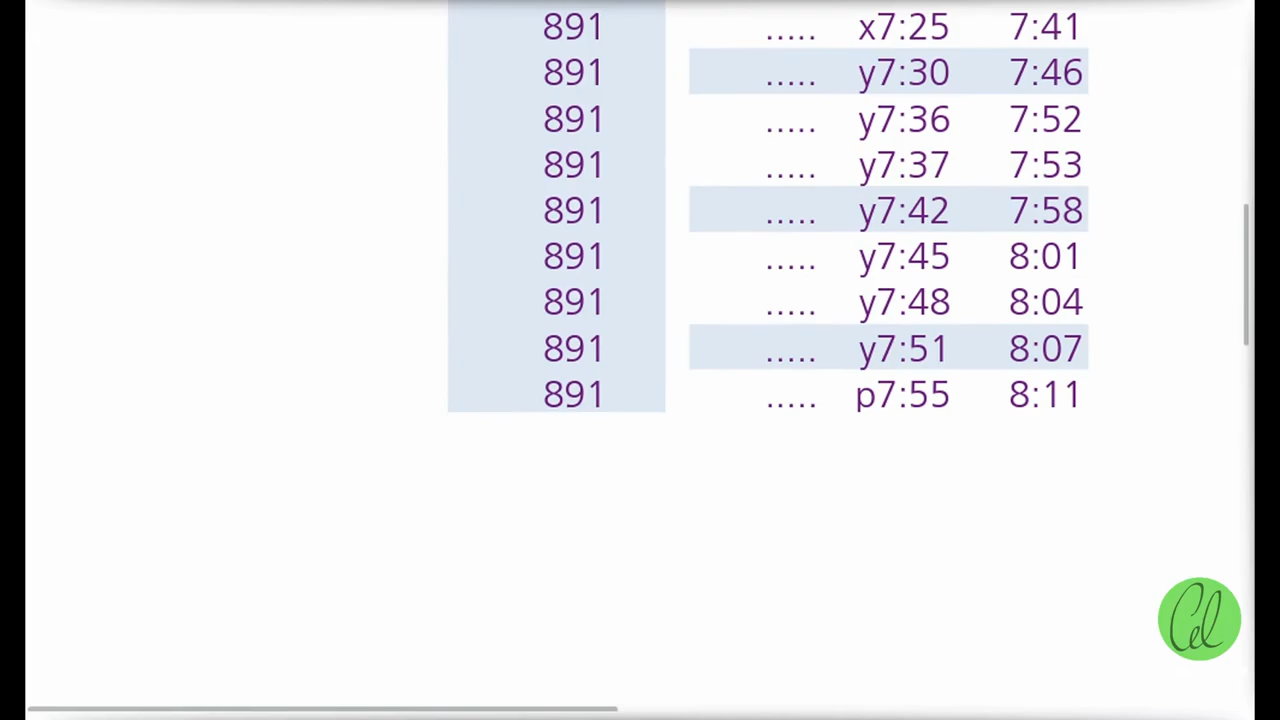 891 ..... x7:25 7:41
891 ..... y7:30 7:46
891 ..... y7:36 7:52
891 ..... y7:37 7:53
891 ..... y7:42 7:58
891 ..... y7:45 8:01
891 ..... y7:48 8:04
891 ..... y7:51 8:07
891 ..... p7:55 8:11
Cel